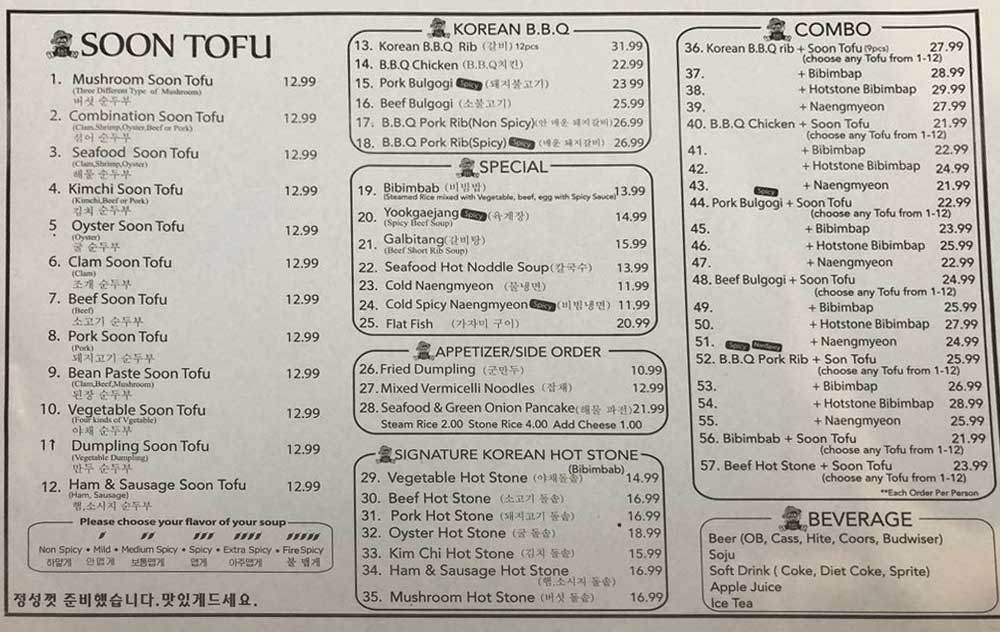 SOON TOFU
1. Mushroom Soon Tofu 12.99
(Three Different Type of Mushroom)
버섯 순두부
2. Combination Soon Tofu 12.99
(Clam,Shrimp,Oyster,Beef or Pork)
섞어 순두부
3. Seafood Soon Tofu 12.99
(Clam,Shrimp,Oyster)
해물 순두부
4. Kimchi Soon Tofu 12.99
(Kimchi,Beef or Pork)
김치 순두부
5 Oyster Soon Tofu 12.99
(Oyster)
굴 순두부
6. Clam Soon Tofu 12.99
(Clam)
조개 순두부
7. Beef Soon Tofu 12.99
(Beef)
소고기 순두부
8. Pork Soon Tofu 12.99
(Pork)
돼지고기 순두부
9. Bean Paste Soon Tofu 12.99
(Clam,Beef,Mushroom)
된장 순두부
10. Vegetable Soon Tofu 12.99
(Four kinds of Vgetable)
야채 순두부
11 Dumpling Soon Tofu 12.99
(Vegetable Dumpling)
만두 순두부
12. Ham & Sausage Soon Tofu 12.99
(Ham, Sausage)
햄,소시지 순두부
Please choose your flavor of your soup
Non Spicy • Mild • Medium Spicy • Spicy • Extra Spicy • Fire Spicy
하얗게 안맵게 보통맵게 맵게 아주맵게 불 맵게
정성껏 준비했습니다.맛있게드세요.
KOREAN B.B.Q
13. Korean B.B.Q Rib (갈비) 12pcs 31.99
14. B.B.Q Chicken (B.B.Q치킨) 22.99
15. Pork Bulgogi Spicy (돼지불고기) 23 99
16. Beef Bulgogi (소불고기) 25.99
17. B.B.Q Pork Rib(Non Spicy)(안 매운 돼지갈비)26.99
18. B.B.Q Pork Rib(Spicy) Spicy (매운 돼지갈비) 26.99
SPECIAL
19. Bibimbab (비빔밥) 13.99
(Steamed Rice mixed with Vegetable, beef, egg with Spicy Sauce)
20. Yookgaejang Spicy (육계장) 14.99
(Spicy Beef Soup)
21. Galbitang(갈비탕) 15.99
(Beef Short Rib Soup)
22. Seafood Hot Noddle Soup(칼국수) 13.99
23. Cold Naengmyeon (물냉면) 11.99
24. Cold Spicy Naengmyeon Spicy (비빔냉면) 11.99
25. Flat Fish (가자미 구이) 20.99
APPETIZER/SIDE ORDER
26. Fried Dumpling (군만두) 10.99
27. Mixed Vermicelli Noodles (잡채) 12.99
28. Seafood & Green Onion Pancake(해물 파전)21.99
Steam Rice 2.00 Stone Rice 4.00 Add Cheese 1.00
SIGNATURE KOREAN HOT STONE
(Bibimbab)
29. Vegetable Hot Stone (야채돌솥) 14.99
30. Beef Hot Stone (소고기 돌솥) 16.99
31. Pork Hot Stone (돼지고기 돌솥) 16.99
32. Oyster Hot Stone (굴 돌솥) 18.99
33. Kim Chi Hot Stone (김치 돌솥) 15.99
34. Ham & Sausage Hot Stone 16.99
(햄,소시지 돌솥)
35. Mushroom Hot Stone (버섯 돌솥) 16.99
COMBO
36. Korean B.B.Q rib + Soon Tofu (9pcs) 27.99
(choose any Tofu from 1-12)
37. + Bibimbap 28.99
38. + Hotstone Bibimbap 29.99
39. + Naengmyeon 27.99
40. B.B.Q Chicken + Soon Tofu 21.99
(choose any Tofu from 1-12)
41. + Bibimbap 22.99
42. + Hotstone Bibimbap 24.99
43. + Naengmyeon 21.99
Spicy
44. Pork Bulgogi + Soon Tofu 22.99
(choose any Tofu from 1-12)
45. + Bibimbap 23.99
46. + Hotstone Bibimbap 25.99
47. + Naengmyeon 22.99
48. Beef Bulgogi + Soon Tofu 24.99
(choose any Tofu from 1-12)
49. + Bibimbap 25.99
50. + Hotstone Bibimbap 27.99
51. + Naengmyeon 24.99
Spicy NonSpicy
52. B.B.Q Pork Rib + Son Tofu 25.99
(choose any Tofu from 1-12)
53. + Bibimbap 26.99
54. + Hotstone Bibimbap 28.99
55. + Naengmyeon 25.99
56. Bibimbab + Soon Tofu 21.99
(choose any Tofu from 1-12)
57. Beef Hot Stone + Soon Tofu 23.99
(choose any Tofu from 1-12)
**Each Order Per Person
BEVERAGE
Beer (OB, Cass, Hite, Coors, Budwiser)
Soju
Soft Drink ( Coke, Diet Coke, Sprite)
Apple Juice
Ice Tea